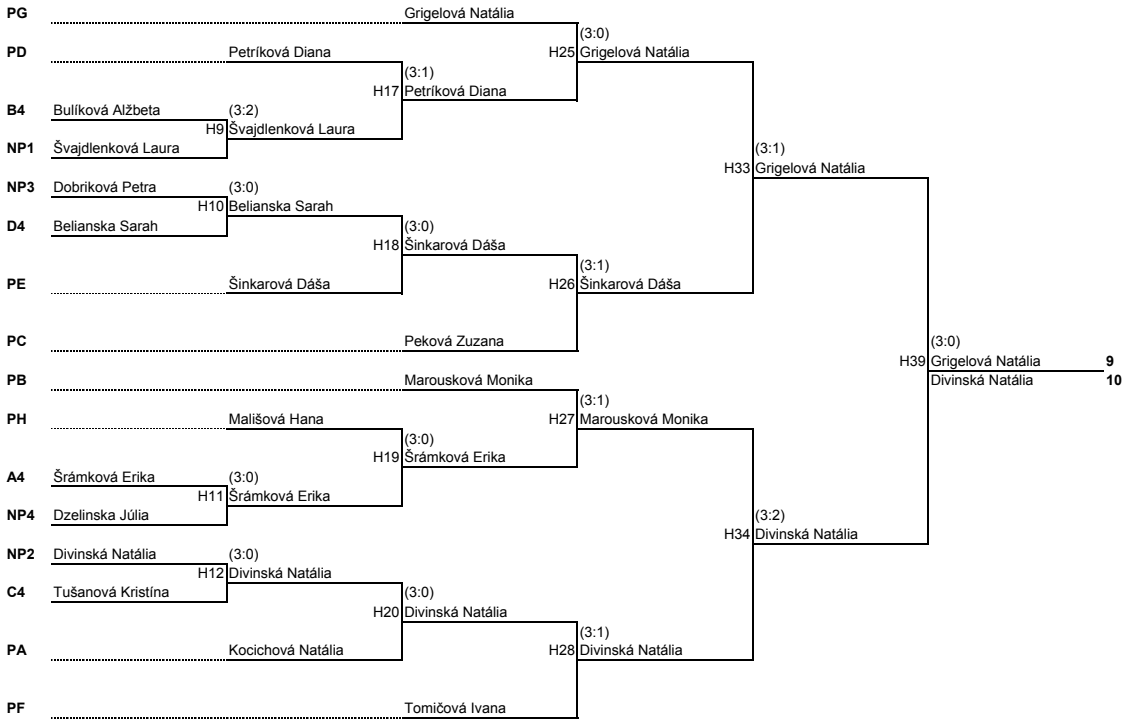 PG Grigelová Natália
(3:0)
PD Petríková Diana H25 Grigelová Natália
(3:1)
H17 Petríková Diana
B4 Bulíková Alžbeta (3:2)
H9 Švajdlenková Laura
NP1 Švajdlenková Laura (3:1)
H33 Grigelová Natália
NP3 Dobriková Petra (3:0)
H10 Belianska Sarah
D4 Belianska Sarah (3:0)
H18 Šinkarová Dáša
(3:1)
PE Šinkarová Dáša H26 Šinkarová Dáša
PC Peková Zuzana (3:0)
H39 Grigelová Natália 9
PB Marousková Monika Divinská Natália 10
(3:1)
PH Mališová Hana H27 Marousková Monika
(3:0)
H19 Šrámková Erika
A4 Šrámková Erika (3:0)
H11 Šrámková Erika
NP4 Dzelinska Júlia (3:2)
H34 Divinská Natália
NP2 Divinská Natália (3:0)
H12 Divinská Natália
C4 Tušanová Kristína (3:0)
H20 Divinská Natália
(3:1)
PA Kocichová Natália H28 Divinská Natália
PF Tomičová Ivana